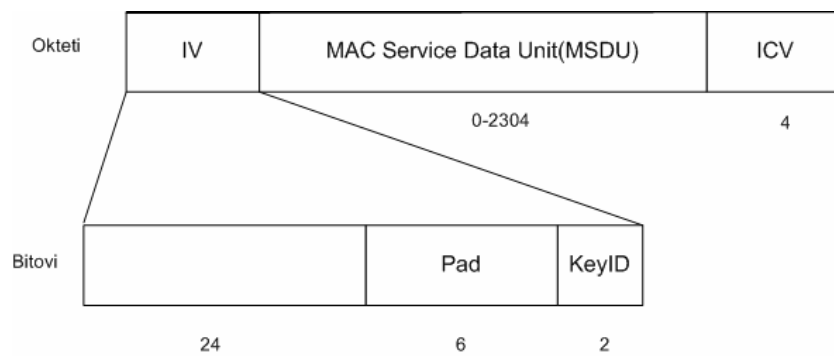 Okteti IV MAC Service Data Unit(MSDU) ICV
0-2304 4
Bitovi Pad KeyID
24 6 2